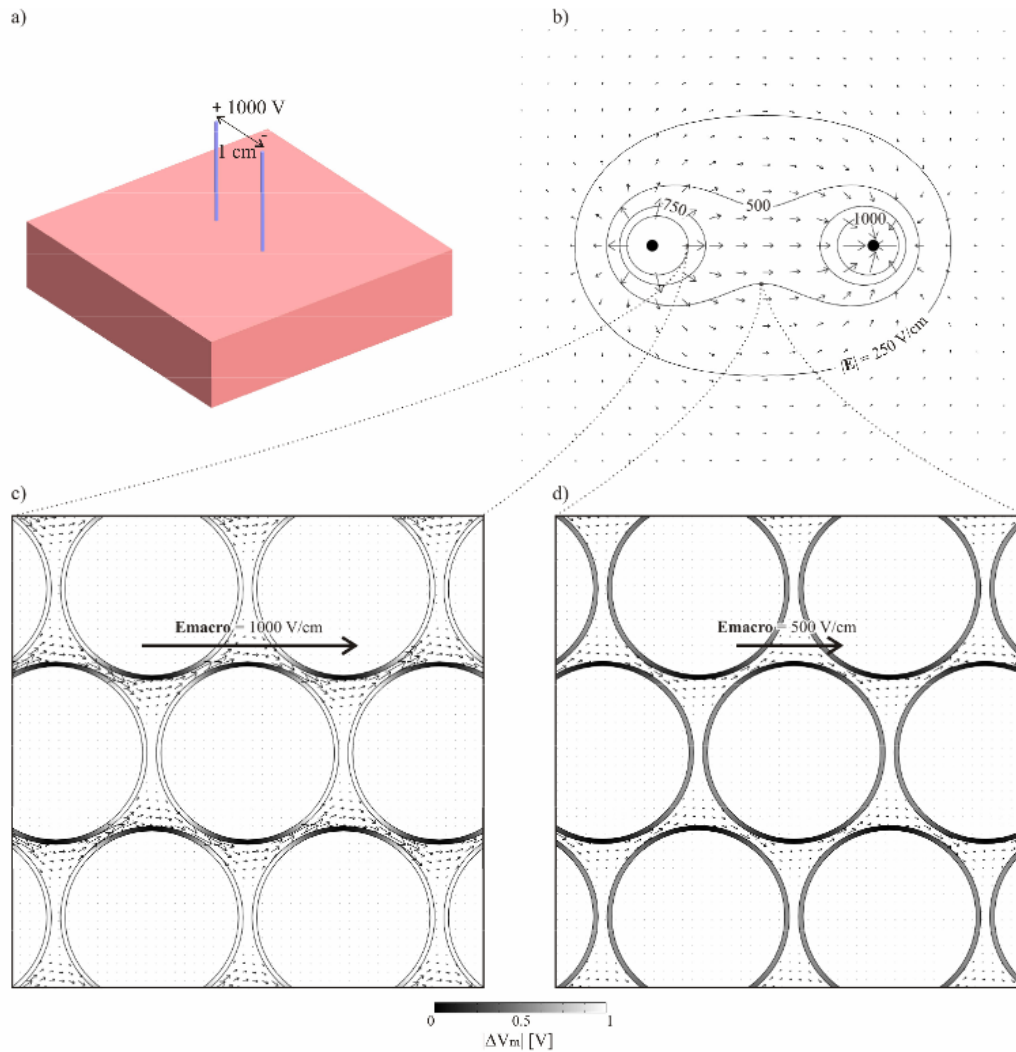 a)
+ 1000 V
-
1 cm
b)
750
500
1000
|E| = 250 V/cm
c)
Emacro = 1000 V/cm
d)
Emacro = 500 V/cm
0
0.5
1
|ΔVm| [V]